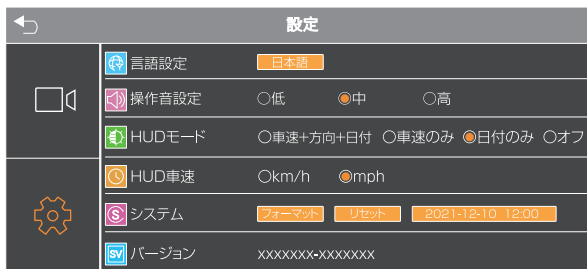 設定
言語設定 日本語
操作音設定 ○低 ◉中 ○高
HUDモード ○車速+方向+日付 ○車速のみ ◉日付のみ ○オフ
HUD車速 ○km/h ◉mph
S システム フォーマット リセット 2021-12-10 12:00
SV バージョン xxxxxxx-xxxxxxx